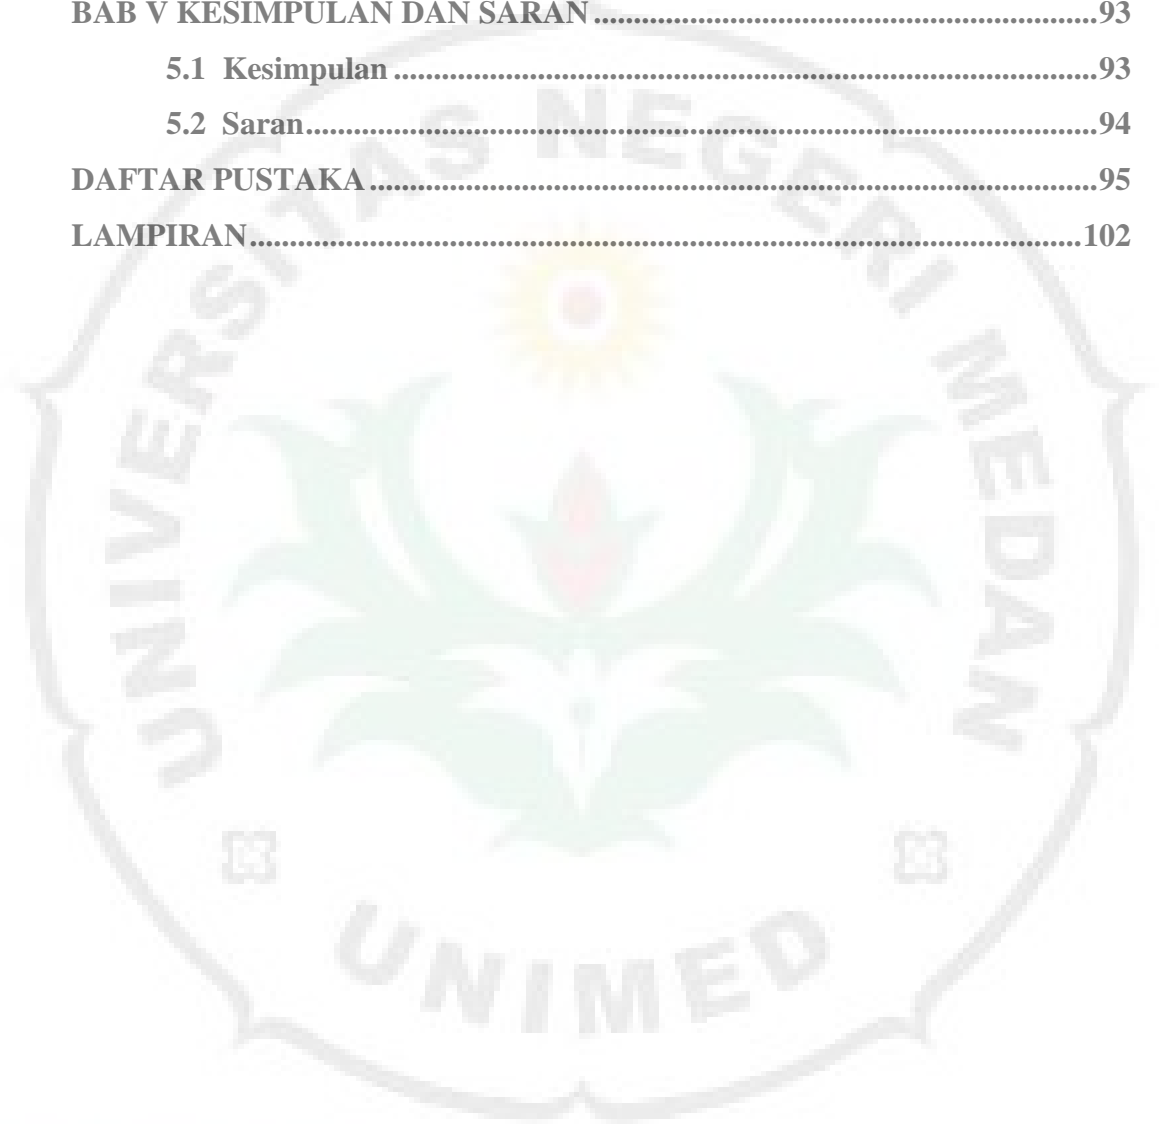 BAB V KESIMPULAN DAN SARAN.....................................................................93
5.1 Kesimpulan................................................................................................93
5.2 Saran...........................................................................................................94
DAFTAR PUSTAKA..................................................................................................95
LAMPIRAN................................................................................................................102
UNIVERSITAS NEGERI MEDAN
UNIMED